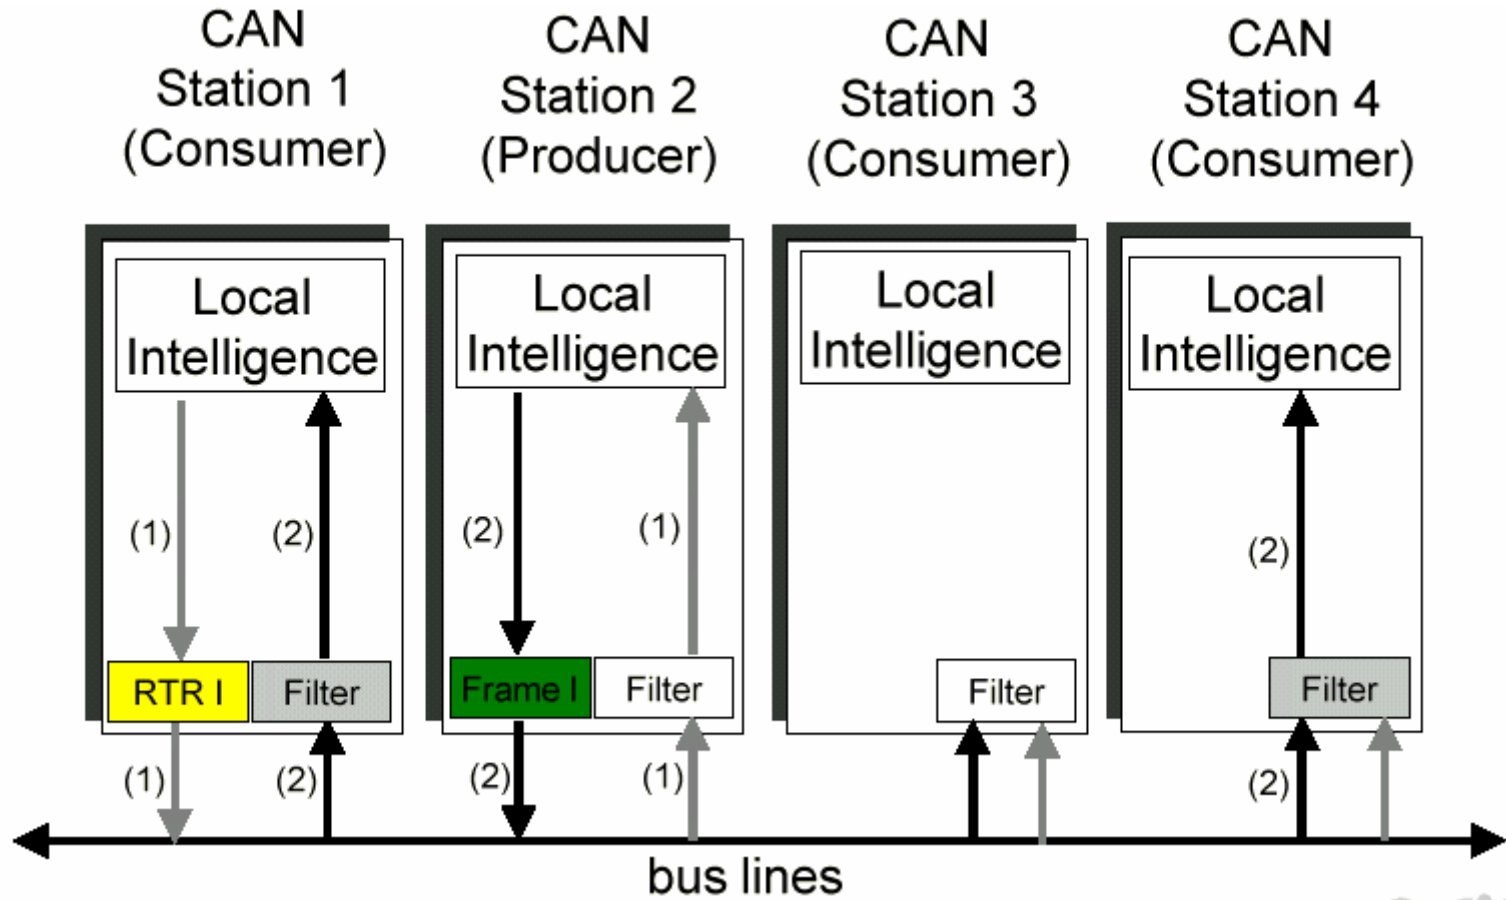 CAN
Station 1
(Consumer)
CAN
Station 2
(Producer)
CAN
Station 3
(Consumer)
CAN
Station 4
(Consumer)
Local
Intelligence
Local
Intelligence
Local
Intelligence
Local
Intelligence
(1)
(2)
(2)
(1)
(2)
RTR I
Filter
Frame I
Filter
Filter
Filter
(1)
(2)
(2)
(1)
(2)
bus lines